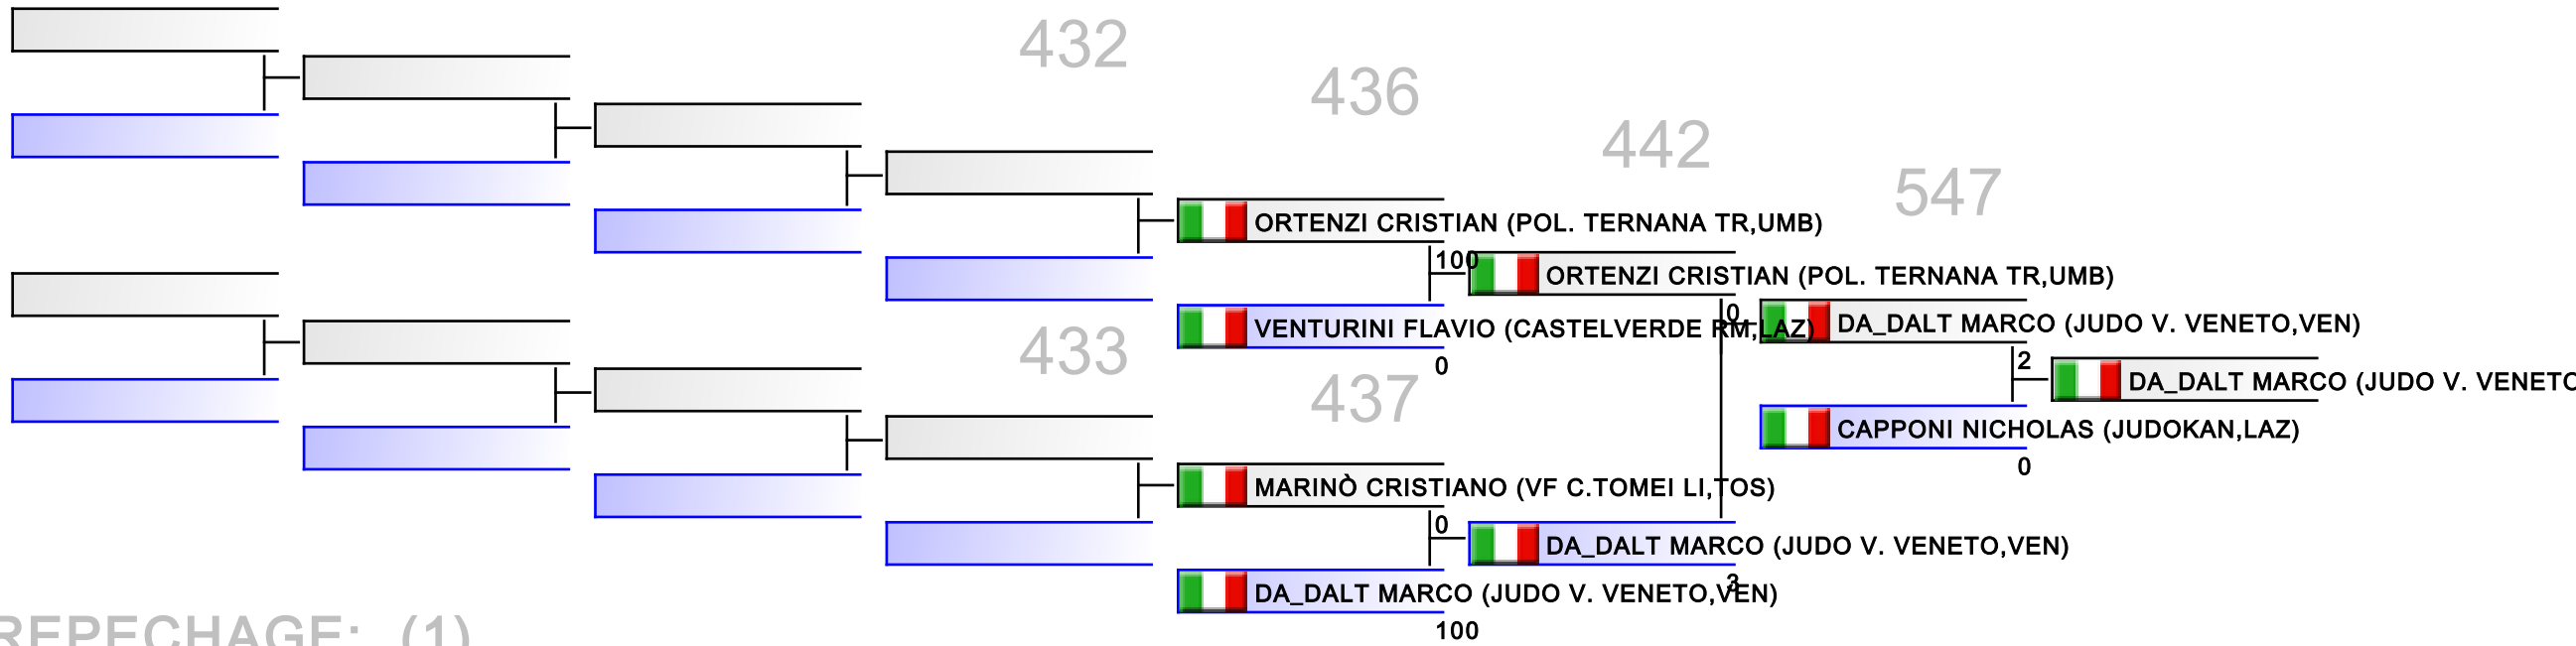 432
436
442
547
ORTENZI CRISTIAN (POL. TERNANA TR,UMB)
100
ORTENZI CRISTIAN (POL. TERNANA TR,UMB)
0
DA_DALT MARCO (JUDO V. VENETO,VEN)
VENTURINI FLAVIO (CASTELVERDE RM,LAZ)
433
0
2
DA_DALT MARCO (JUDO V. VENETO
437
CAPPONI NICHOLAS (JUDOKAN,LAZ)
0
MARINÒ CRISTIANO (VF C.TOMEI LI,TOS)
0
DA_DALT MARCO (JUDO V. VENETO,VEN)
3
DA_DALT MARCO (JUDO V. VENETO,VEN)
100
REPECHAGE: (1)